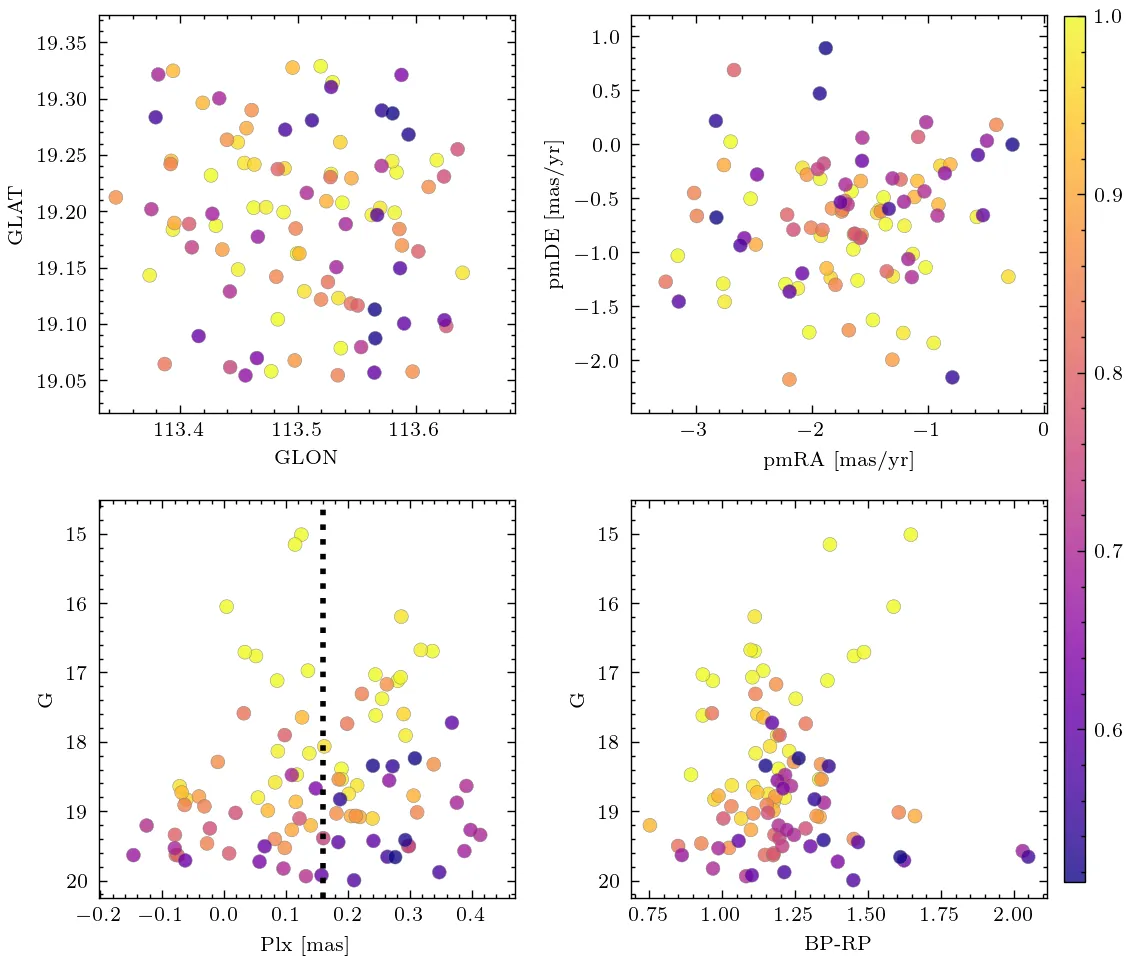 19.35
19.30
19.25
19.20
19.15
19.10
19.05
GLAT
113.4 113.5 113.6
GLON
1.0
0.5
0.0
−0.5
−1.0
−1.5
−2.0
pmDE [mas/yr]
−3 −2 −1 0
pmRA [mas/yr]
1.0
0.9
0.8
0.7
0.6
15
16
17
18
19
20
G
−0.2 −0.1 0.0 0.1 0.2 0.3 0.4
Plx [mas]
15
16
17
18
19
20
G
0.75 1.00 1.25 1.50 1.75 2.00
BP-RP